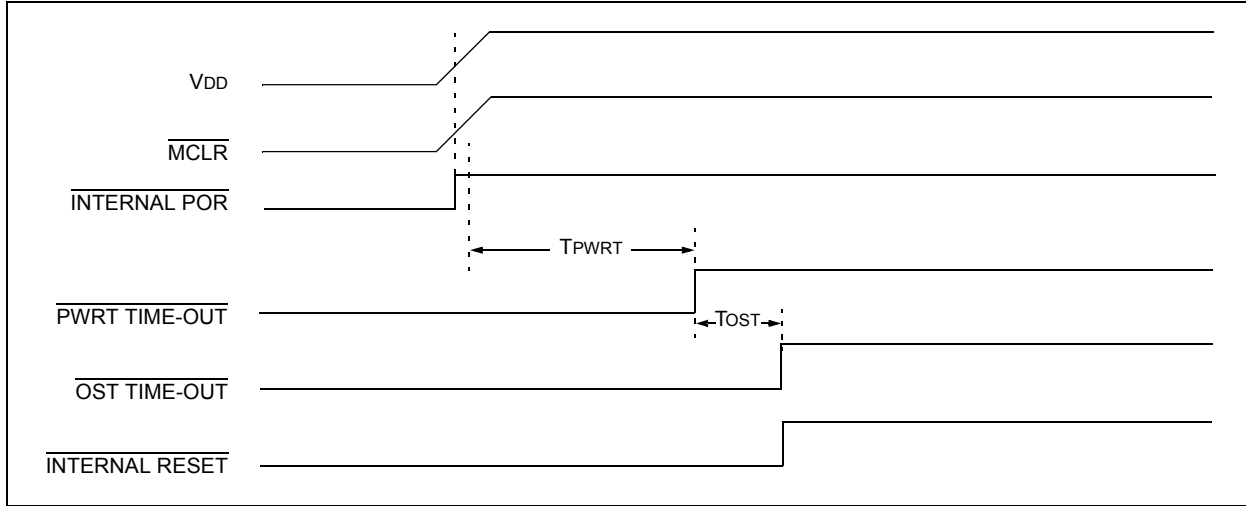 VDD
MCLR
INTERNAL POR
TPWRT
PWRT TIME-OUT
TOST
OST TIME-OUT
INTERNAL RESET